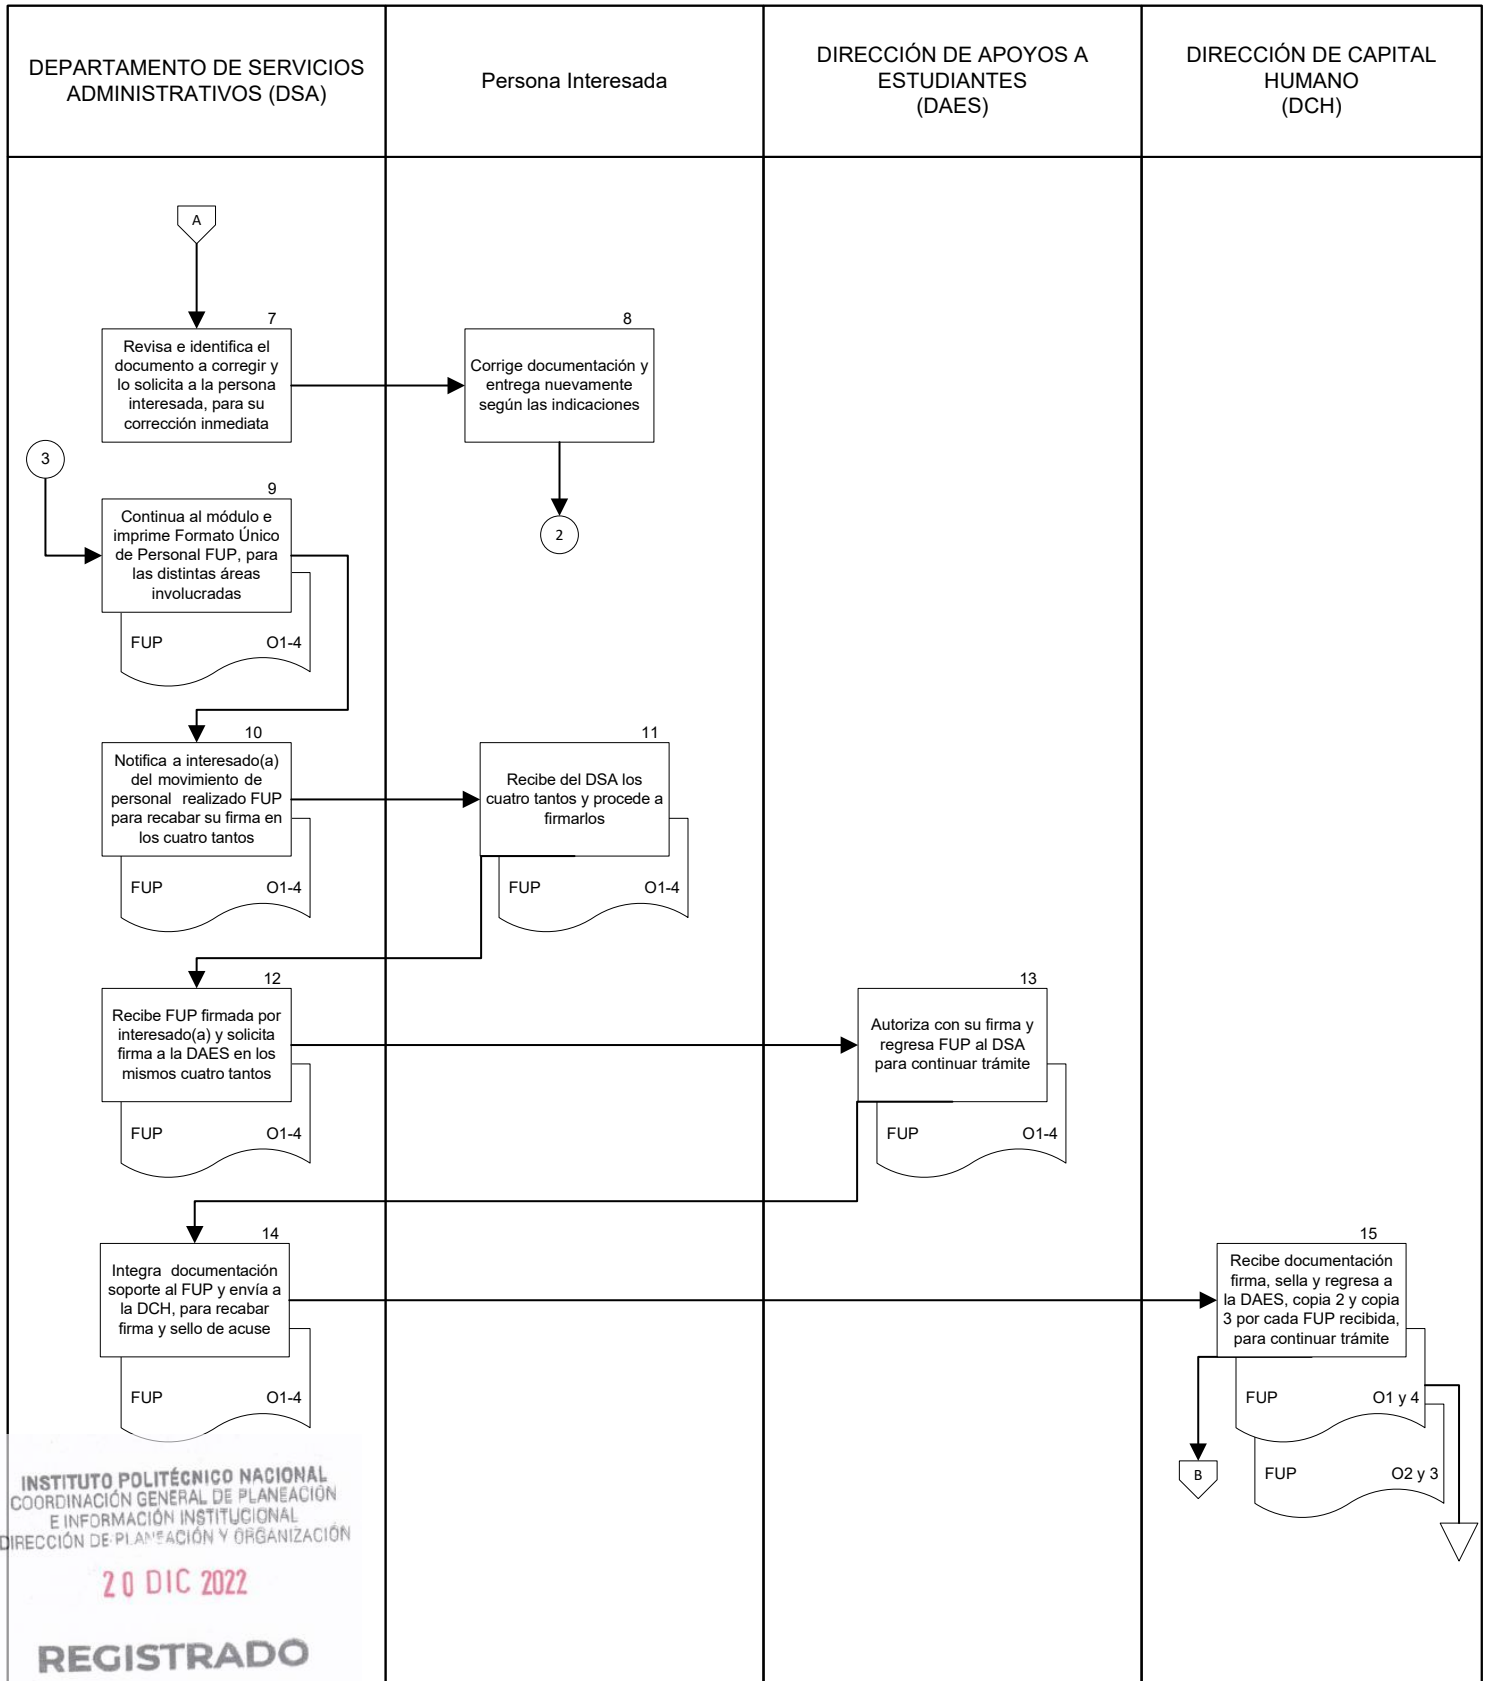 DEPARTAMENTO DE SERVICIOS
ADMINISTRATIVOS (DSA)
Persona Interesada
DIRECCIÓN DE APOYOS A
ESTUDIANTES
(DAES)
DIRECCIÓN DE CAPITAL
HUMANO
(DCH)
A
7
Revisa e identifica el
documento a corregir y
lo solicita a la persona
interesada, para su
corrección inmediata
8
Corrige documentación y
entrega nuevamente
según las indicaciones
3
2
9
Continua al módulo e
imprime Formato Único
de Personal FUP, para
las distintas áreas
involucradas
FUP O1-4
10
Notifica a interesado(a)
del movimiento de
personal realizado FUP
para recabar su firma en
los cuatro tantos
FUP O1-4
11
Recibe del DSA los
cuatro tantos y procede a
firmarlos
FUP O1-4
12
Recibe FUP firmada por
interesado(a) y solicita
firma a la DAES en los
mismos cuatro tantos
FUP O1-4
13
Autoriza con su firma y
regresa FUP al DSA
para continuar trámite
FUP O1-4
14
Integra documentación
soporte al FUP y envía a
la DCH, para recabar
firma y sello de acuse
FUP O1-4
15
Recibe documentación
firma, sella y regresa a
la DAES, copia 2 y copia
3 por cada FUP recibida,
para continuar trámite
FUP O1 y 4
FUP O2 y 3
B
INSTITUTO POLITÉCNICO NACIONAL
COORDINACIÓN GENERAL DE PLANEACIÓN
E INFORMACIÓN INSTITUCIONAL
DIRECCIÓN DE PLANEACIÓN Y ORGANIZACIÓN
20 DIC 2022
REGISTRADO